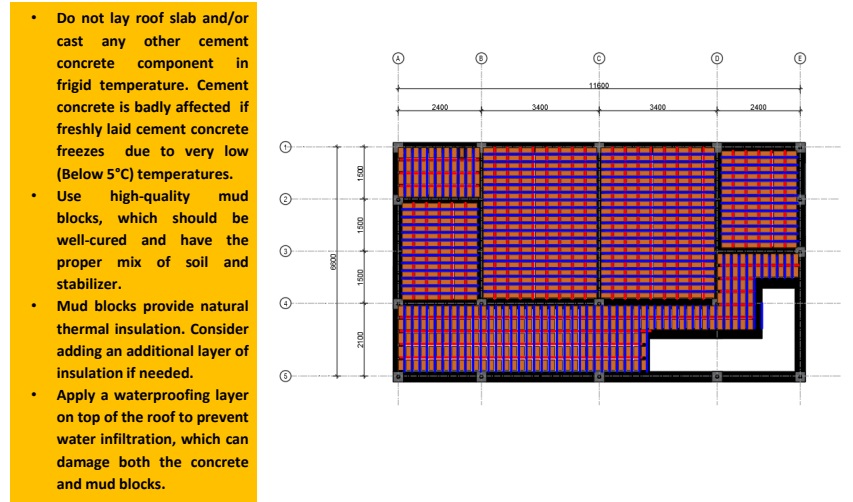 • Do not lay roof slab and/or
cast any other cement
concrete component in
frigid temperature. Cement
concrete is badly affected if
freshly laid cement concrete
freezes due to very low
(Below 5°C) temperatures.
• Use high-quality mud
blocks, which should be
well-cured and have the
proper mix of soil and
stabilizer.
• Mud blocks provide natural
thermal insulation. Consider
adding an additional layer of
insulation if needed.
• Apply a waterproofing layer
on top of the roof to prevent
water infiltration, which can
damage both the concrete
and mud blocks.
A B C D E
11600
2400 3400 3400 2400
1
1500
2
1500
6600
3
1500
4
2100
5